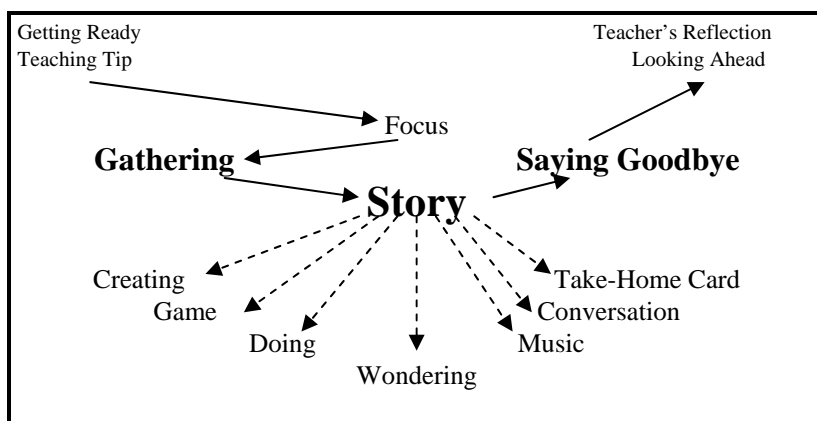 Getting Ready
Teaching Tip
Teacher's Reflection
Looking Ahead
Focus
Gathering
Saying Goodbye
Story
Creating
Take-Home Card
Game
Conversation
Doing
Music
Wondering